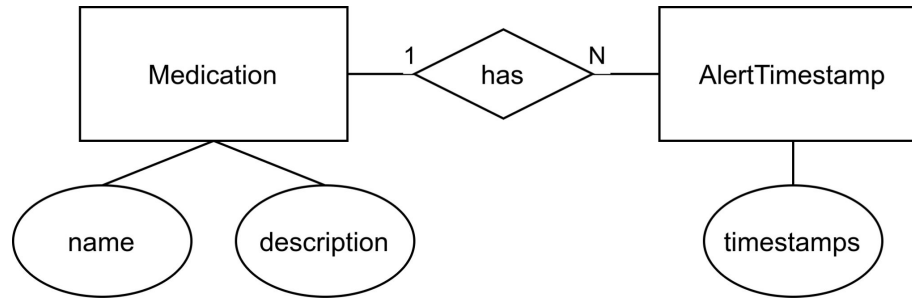 Medication
1
has
N
AlertTimestamp
name
description
timestamps